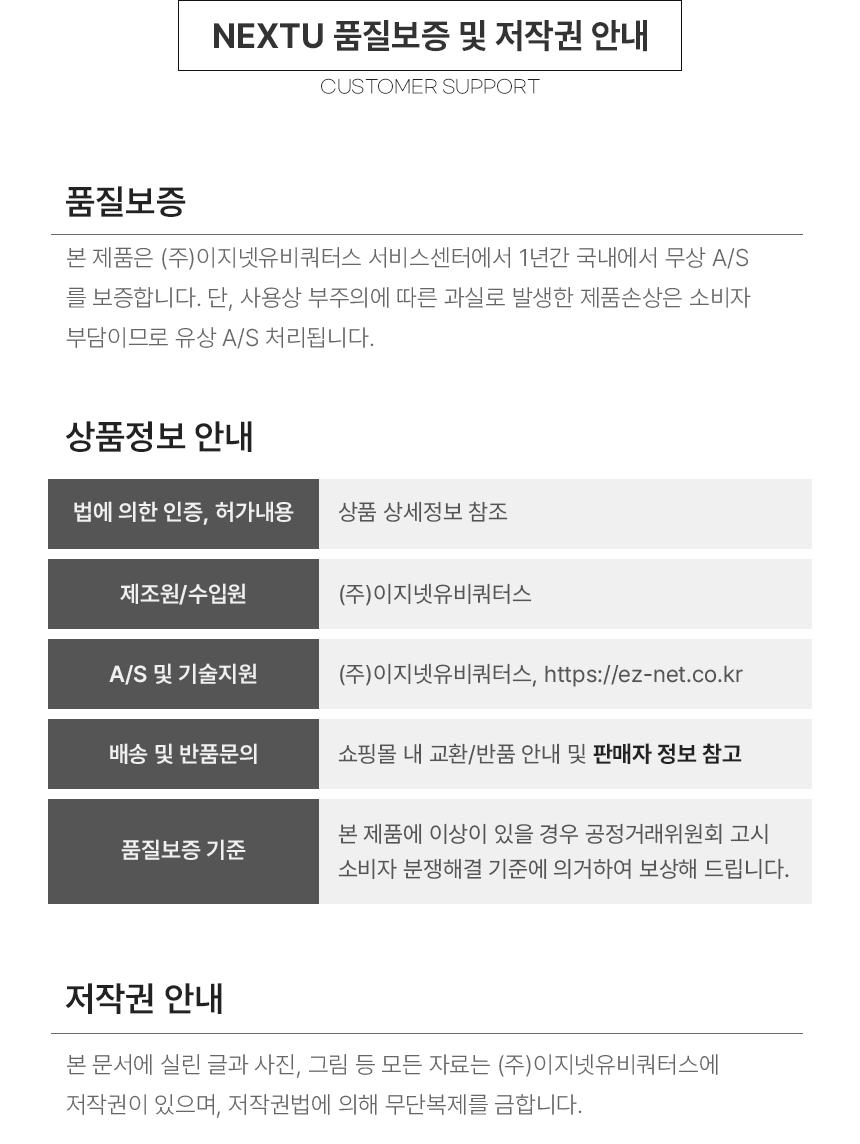 NEXTU 품질보증 및 저작권 안내
CUSTOMER SUPPORT
품질보증
본 제품은 (주)이지넷유비쿼터스 서비스센터에서 1년간 국내에서 무상 A/S
를 보증합니다. 단, 사용상 부주의에 따른 과실로 발생한 제품손상은 소비자
부담이므로 유상 A/S 처리됩니다.
상품정보 안내
법에 의한 인증, 허가내용
상품 상세정보 참조
제조원/수입원
(주)이지넷유비쿼터스
A/S 및 기술지원
(주)이지넷유비쿼터스, https://ez-net.co.kr
배송 및 반품문의
쇼핑몰 내 교환/반품 안내 및 판매자 정보 참고
품질보증 기준
본 제품에 이상이 있을 경우 공정거래위원회 고시
소비자 분쟁해결 기준에 의거하여 보상해 드립니다.
저작권 안내
본 문서에 실린 글과 사진, 그림 등 모든 자료는 (주)이지넷유비쿼터스에
저작권이 있으며, 저작권법에 의해 무단복제를 금합니다.